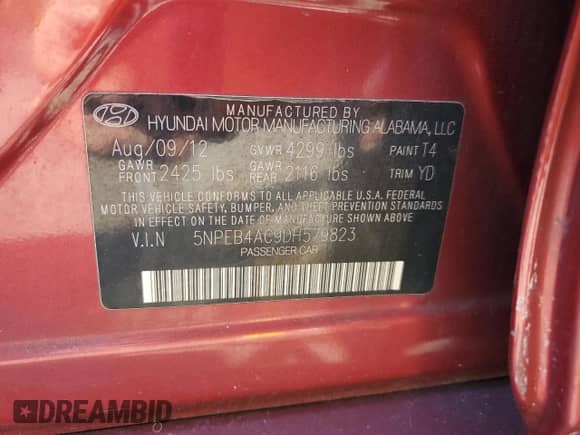 MANUFACTURED BY
HYUNDAI MOTOR MANUFACTURING ALABAMA, LLC
Aug/09/12 GVWR 4299 lbs PAINT T4
GAWR FRONT 2425 lbs GAWR REAR 2116 lbs TRIM YD
THIS VEHICLE CONFORMS TO ALL APPLICABLE U.S.A. FEDERAL
MOTOR VEHICLE SAFETY, BUMPER, AND THEFT PREVENTION STANDARDS
IN EFFECT ON THE DATE OF MANUFACTURE SHOWN ABOVE.
V.I.N 5NPEB4AC9DH579823
PASSENGER CAR
DREAMBID